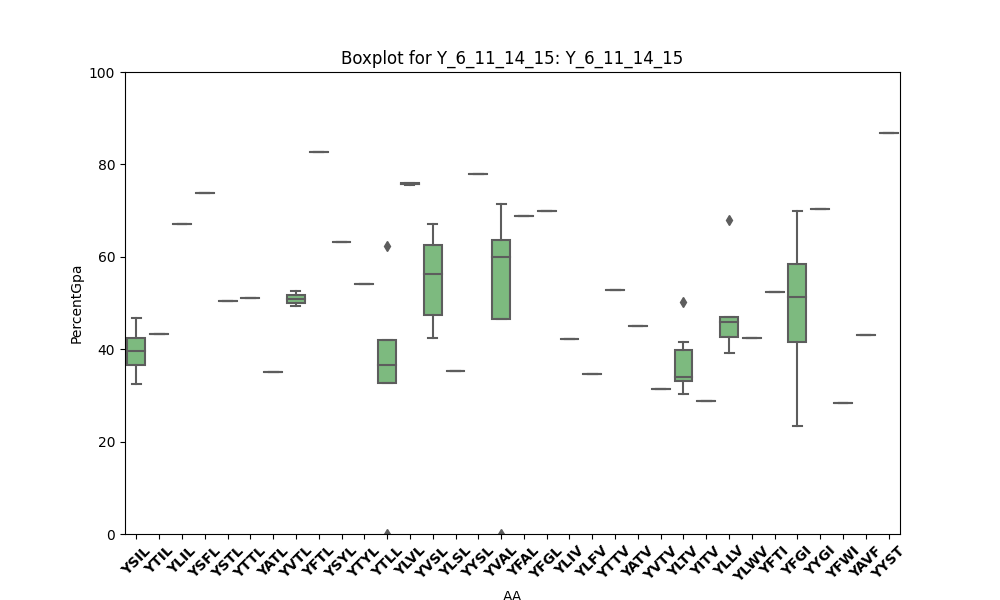 Boxplot for Y_6_11_14_15: Y_6_11_14_15
100
80
60
40
20
0
PercentGpa
YSIL YTIL YLIL YSFL YSTL YTTL YATL YVTL YFTL YSYL YTYL YTLL YLVL YVSL YLSL YYSL YVAL YFAL YFGL YLIV YLFV YTTV YATV YVTV YLTV YITV YLLV YLWV YFTI YFGI YYGI YFWI YAVF YYST
AA